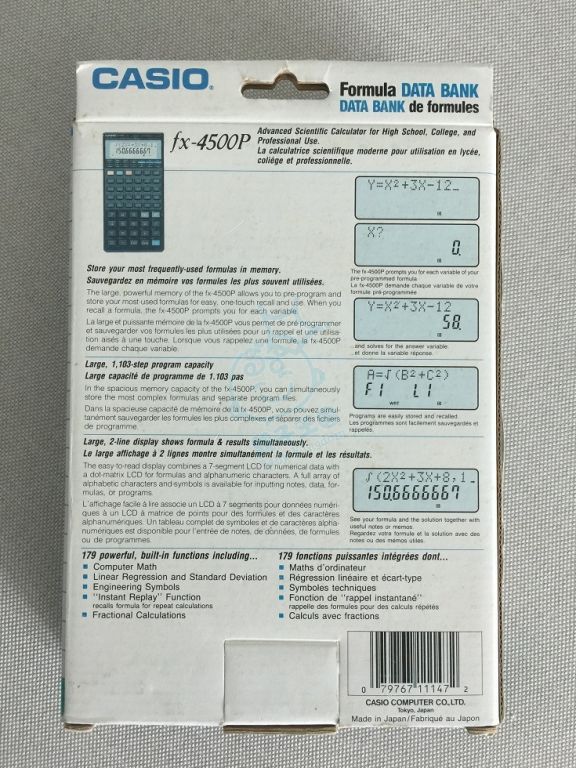 CASIO®
Formula DATA BANK
DATA BANK de formules
fx-4500P
Advanced Scientific Calculator for High School, College, and
Professional Use.
La calculatrice scientifique moderne pour utilisation en lycée,
collége et professionnelle.
Y=X²+3X-12_
X?
0.
The fx-4500P prompts you for each variable of your
pre-programmed formula
La fx-4500P demande chaque variable de votre
formule pré-programmée
Store your most frequently-used formulas in memory.
Sauvegardez en mémoire vos formules les plus souvent utilisées.
The large, powerful memory of the fx-4500P allows you to pre-program and
store your most-used formulas for easy, one-touch recall and use. When you
recall a formula, the fx-4500P prompts you for each variable.
La large et puissante mémoire de la fx-4500P vous permet de pré-programmer
et sauvegarder vos formules les plus utilisées pour un rappel et une utilisa-
tion aisés à une touche. Lorsque vous rappelez une formule, la fx-4500P
demande chaque variable.
Y=X²+3X-12
58.
...and solves for the answer variable.
...et donne la variable réponse.
Large, 1,103-step program capacity
Large capacité de programme de 1.103 pas
In the spacious memory capacity of the fx-4500P, you can simultaneously
store the most complex formulas and separate program files.
Dans la spacieuse capacité de mémoire de la fx-4500P, vous pouvez simul-
tanément sauvegarder les formules les plus complexes et séparer des fichiers
de programme.
A=√(B²+C²)
F1 L1
Programs are easily stored and recalled.
Les programmes sont facilement sauvegardés et
rappelés.
Large, 2-line display shows formula & results simultaneously.
Le large affichage à 2 lignes montre simultanément la formule et les résultats.
The easy-to-read display combines a 7-segment LCD for numerical data with
a dot-matrix LCD for formulas and alphanumeric characters. A full array of
alphabetic characters and symbols is available for inputting notes, data, for-
mulas, or programs.
L'affichage facile à lire associe un LCD à 7 segments pour données numéri-
ques à un LCD à matrice de points pour des formules et des caractères
alphanumériques. Un tableau complet de symboles et de caractères alpha-
numériques est disponible pour l'entrée de notes, de données, de formules
ou de programmes.
∫(2X²+3X+8,1_
150.6666667
See your formula and the solution together with
useful notes or memos.
Regardez votre formule et la solution avec des
notes ou des mémos utiles.
179 powerful, built-in functions including...
Computer Math
Linear Regression and Standard Deviation
Engineering Symbols
"Instant Replay" Function
recalls formula for repeat calculations
Fractional Calculations
179 fonctions puissantes intégrées dont...
Maths d'ordinateur
Régression linéaire et écart-type
Symboles techniques
Fonction de "rappel instantané"
rappelle des formules pour des calculs répétés
Calculs avec fractions
0 79767 11147 2
CASIO COMPUTER CO.,LTD.
Tokyo, Japan
Made in Japan/Fabriqué au Japon